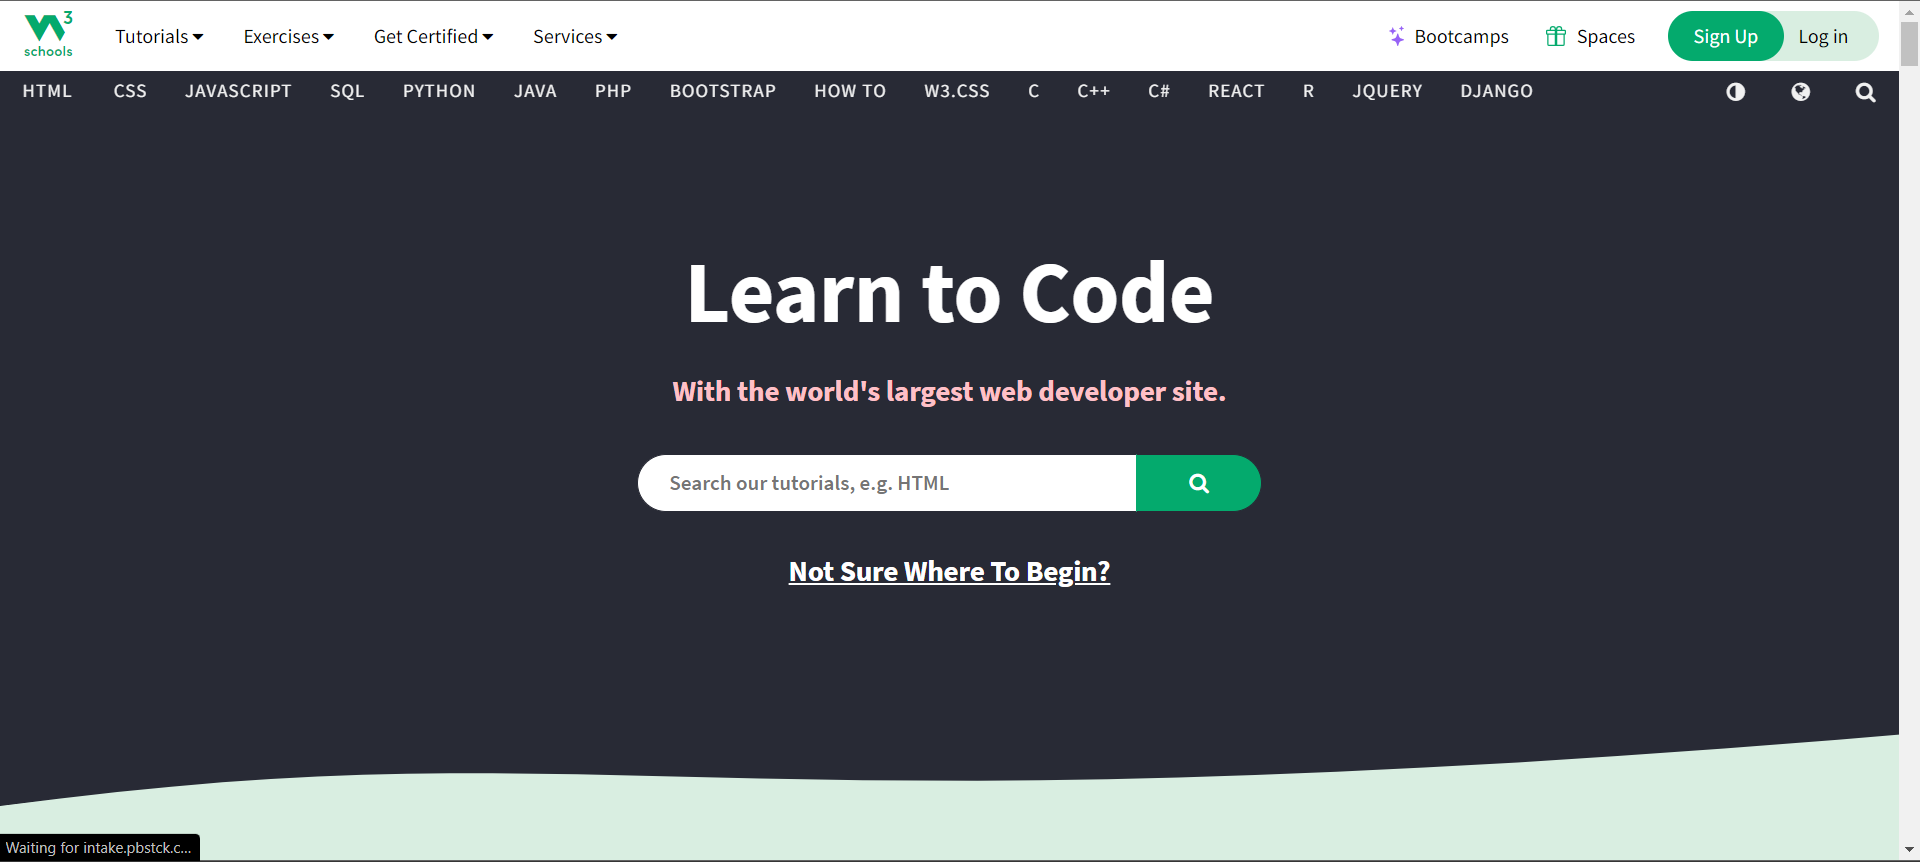 W3
schools
Tutorials Exercises Get Certified Services Bootcamps Spaces Sign Up Log in
HTML CSS JAVASCRIPT SQL PYTHON JAVA PHP BOOTSTRAP HOW TO W3.CSS C C++ C# REACT R JQUERY DJANGO
Learn to Code
With the world's largest web developer site.
Search our tutorials, e.g. HTML
Not Sure Where To Begin?
Waiting for intake.pbstck.c...